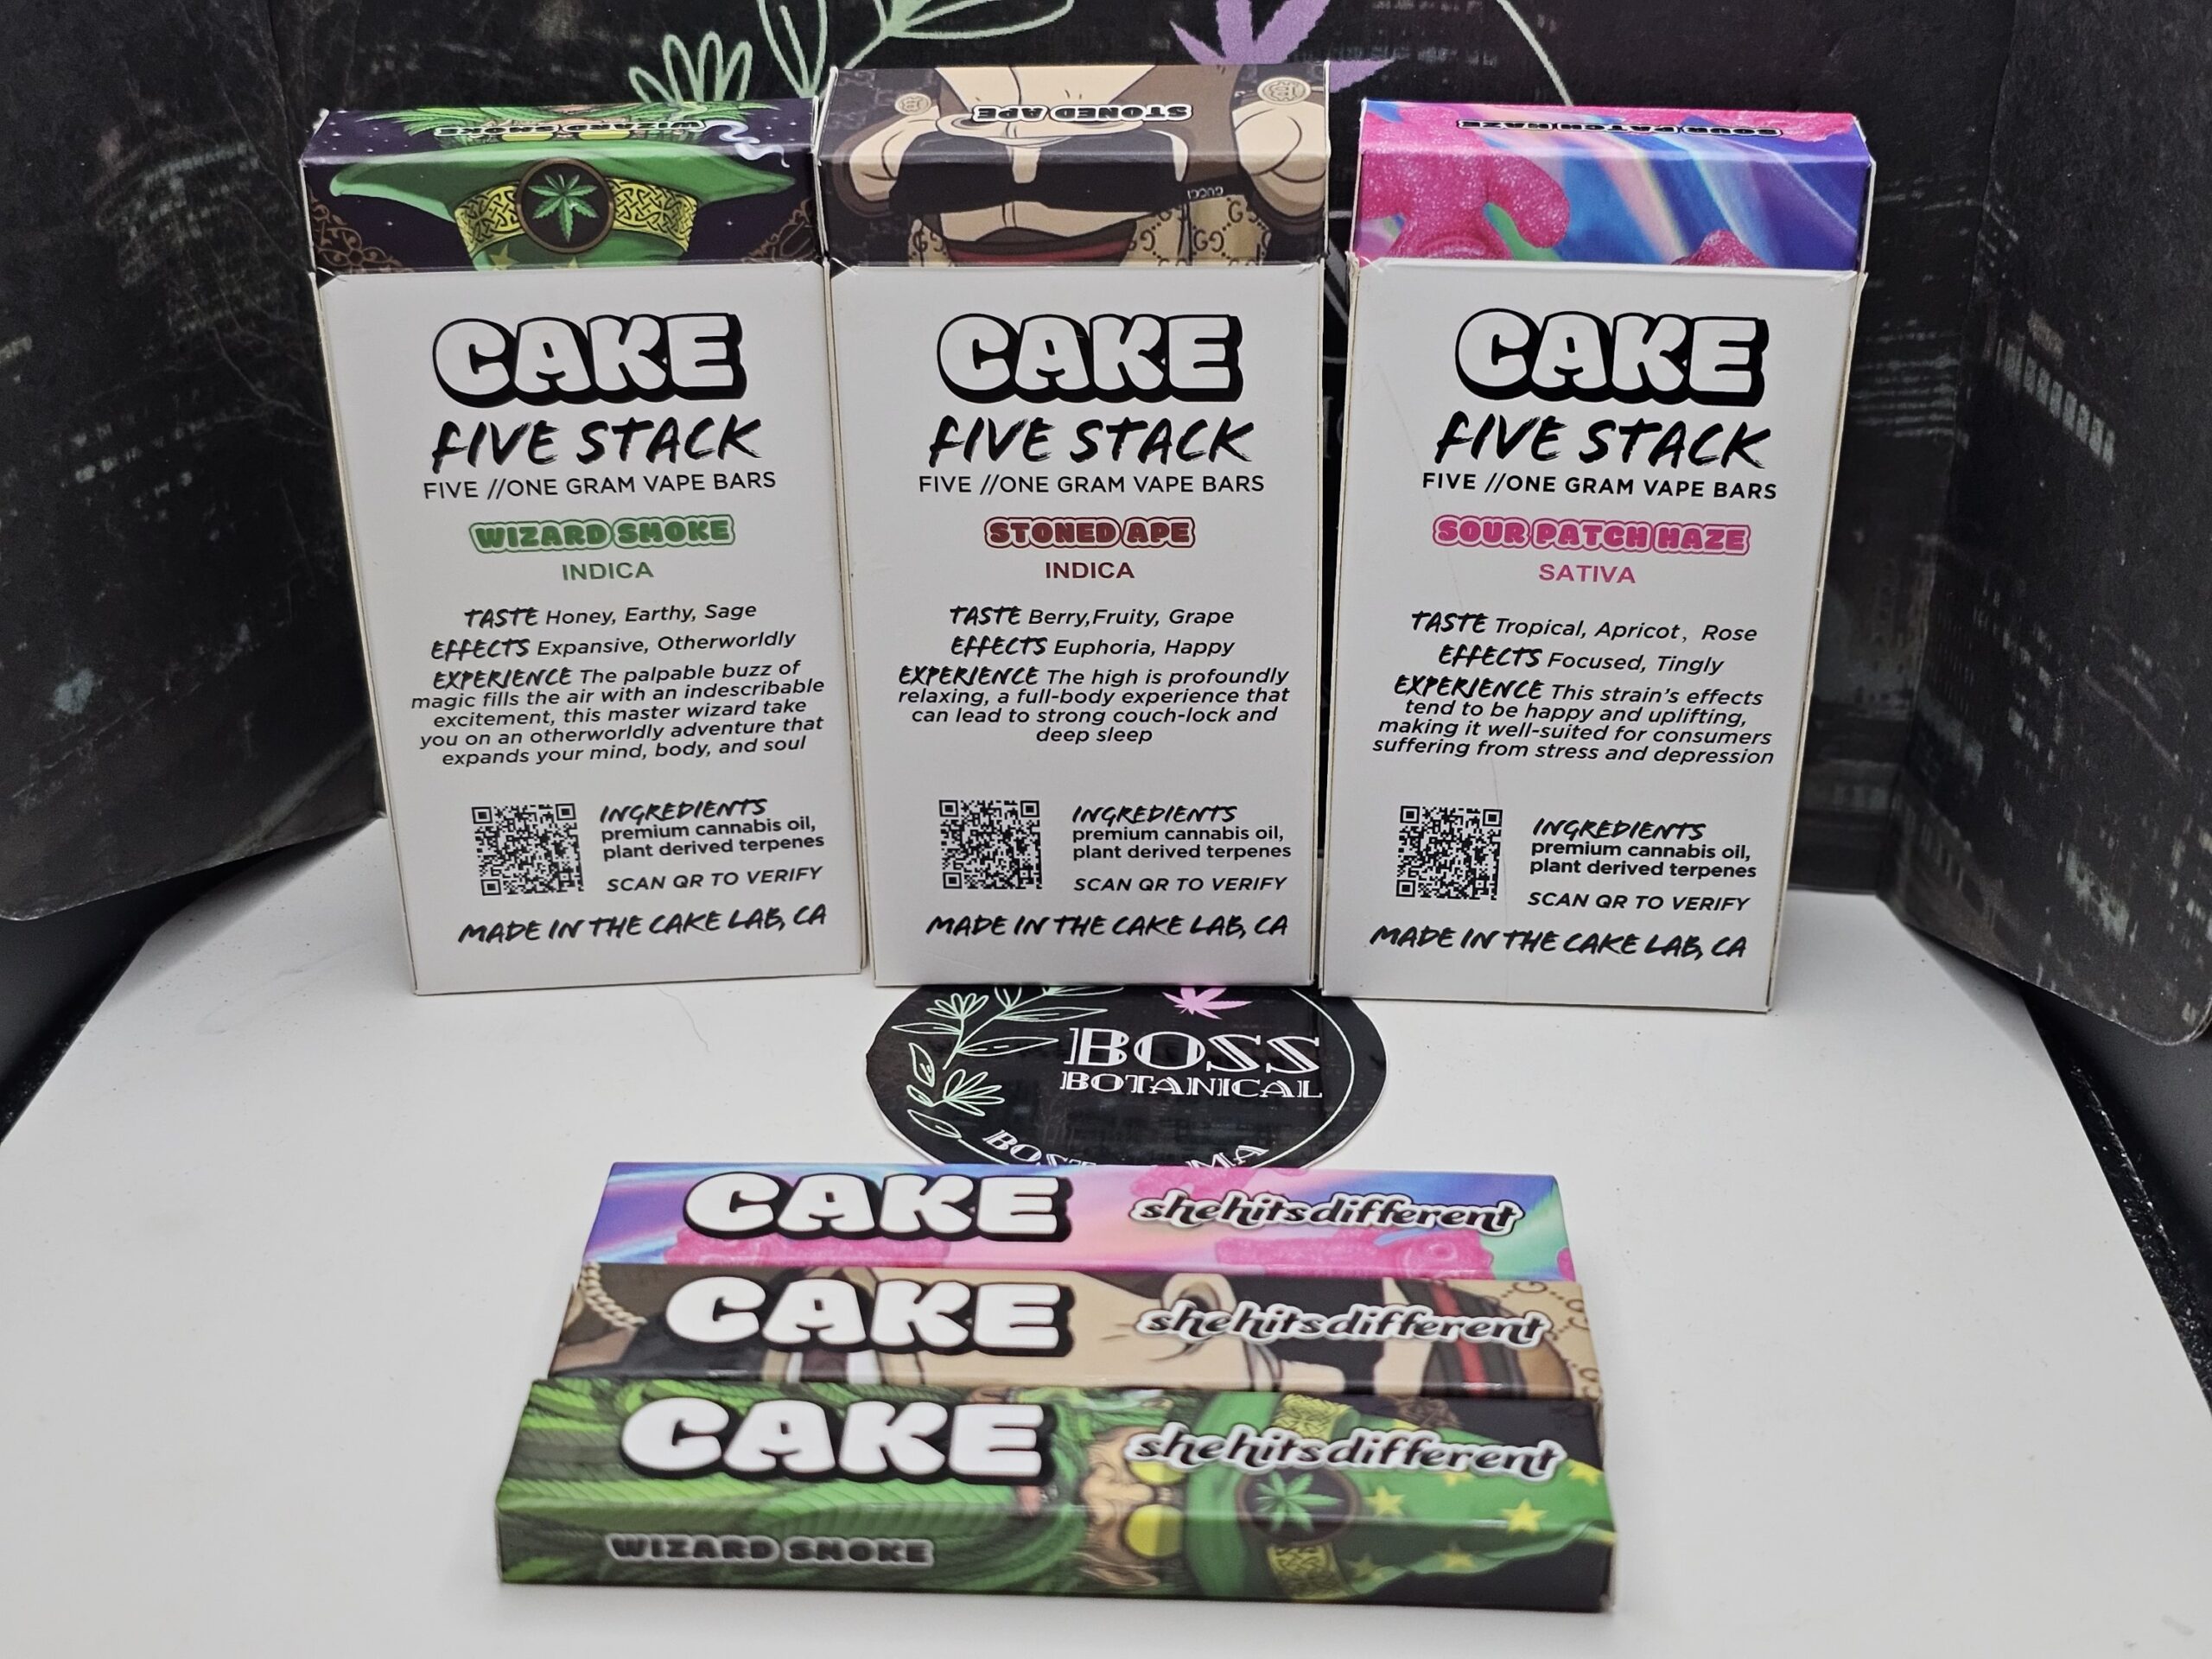 WIZARD SMOKE
CAKE
FIVE STACK
FIVE //ONE GRAM VAPE BARS
WIZARD SMOKE
INDICA
TASTE Honey, Earthy, Sage
EFFECTS Expansive, Otherworldly
EXPERIENCE The palpable buzz of
magic fills the air with an indescribable
excitement, this master wizard take
you on an otherworldly adventure that
expands your mind, body, and soul
INGREDIENTS
premium cannabis oil,
plant derived terpenes
SCAN QR TO VERIFY
MADE IN THE CAKE LAB, CA
STONED APE
GUCCI
CAKE
FIVE STACK
FIVE //ONE GRAM VAPE BARS
STONED APE
INDICA
TASTE Berry,Fruity, Grape
EFFECTS Euphoria, Happy
EXPERIENCE The high is profoundly
relaxing, a full-body experience that
can lead to strong couch-lock and
deep sleep
INGREDIENTS
premium cannabis oil,
plant derived terpenes
SCAN QR TO VERIFY
MADE IN THE CAKE LAB, CA
SOUR PATCH HAZE
CAKE
FIVE STACK
FIVE //ONE GRAM VAPE BARS
SOUR PATCH HAZE
SATIVA
TASTE Tropical, Apricot, Rose
EFFECTS Focused, Tingly
EXPERIENCE This strain's effects
tend to be happy and uplifting,
making it well-suited for consumers
suffering from stress and depression
INGREDIENTS
premium cannabis oil,
plant derived terpenes
SCAN QR TO VERIFY
MADE IN THE CAKE LAB, CA
BOSS
BOTANICAL
MA
CAKE shehitsdifferent
CAKE shehitsdifferent
CAKE shehitsdifferent
WIZARD SMOKE